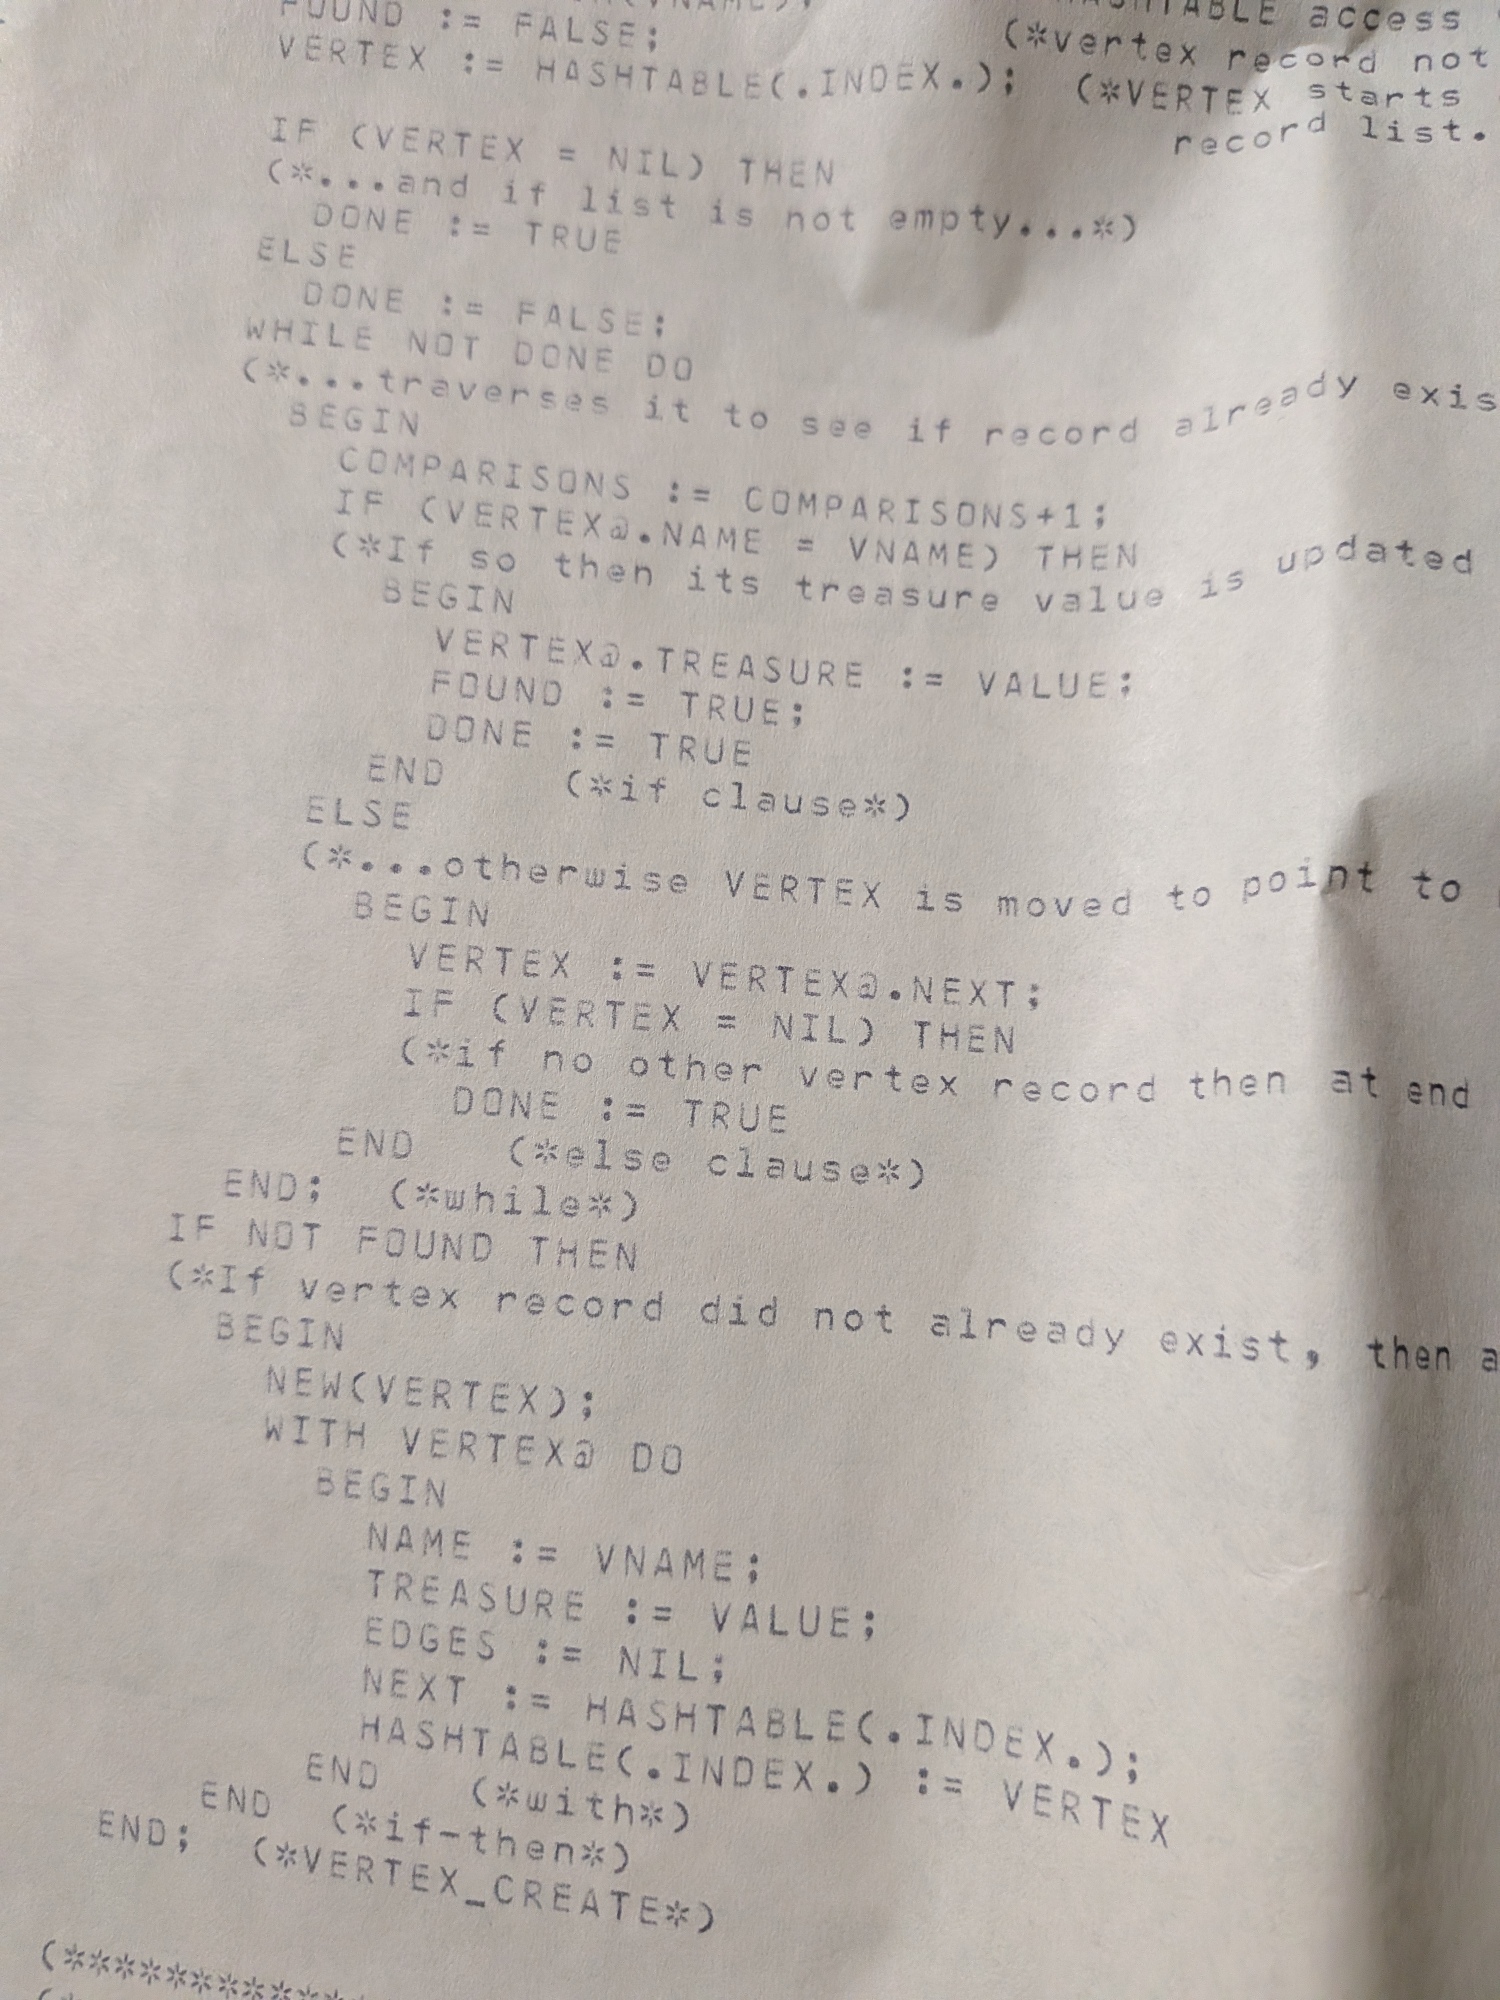 FOUND := FALSE; (*vertex record not
VERTEX := HASHTABLE(.INDEX.); (*VERTEX starts
record list.
IF (VERTEX = NIL) THEN
(*...and if list is not empty...*)
DONE := TRUE
ELSE
DONE := FALSE;
WHILE NOT DONE DO
(*...traverses it to see if record already exis
BEGIN
COMPARISONS := COMPARISONS+1;
IF (VERTEX@.NAME = VNAME) THEN
(*If so then its treasure value is updated
BEGIN
VERTEX@.TREASURE := VALUE;
FOUND := TRUE;
DONE := TRUE
END (*if clause*)
ELSE
(*...otherwise VERTEX is moved to point to
BEGIN
VERTEX := VERTEX@.NEXT;
IF (VERTEX = NIL) THEN
(*if no other vertex record then at end
DONE := TRUE
END (*else clause*)
END; (*while*)
IF NOT FOUND THEN
(*If vertex record did not already exist, then a
BEGIN
NEW(VERTEX);
WITH VERTEX@ DO
BEGIN
NAME := VNAME;
TREASURE := VALUE;
EDGES := NIL;
NEXT := HASHTABLE(.INDEX.);
HASHTABLE(.INDEX.) := VERTEX
END (*with*)
END (*if-then*)
END; (*VERTEX_CREATE*)
(************